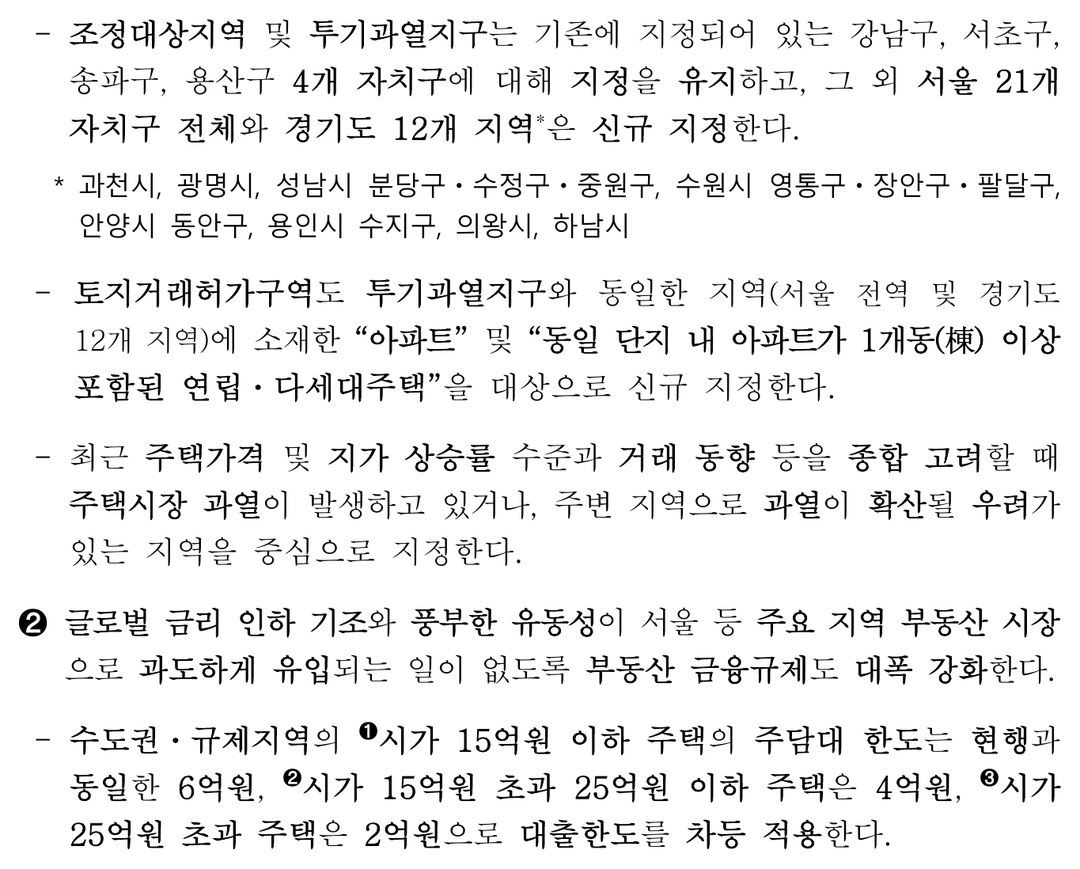 - 조정대상지역 및 투기과열지구는 기존에 지정되어 있는 강남구, 서초구,
송파구, 용산구 4개 자치구에 대해 지정을 유지하고, 그 외 서울 21개
자치구 전체와 경기도 12개 지역*은 신규 지정한다.
* 과천시, 광명시, 성남시 분당구·수정구·중원구, 수원시 영통구·장안구·팔달구,
안양시 동안구, 용인시 수지구, 의왕시, 하남시
- 토지거래허가구역도 투기과열지구와 동일한 지역(서울 전역 및 경기도
12개 지역)에 소재한 “아파트” 및 “동일 단지 내 아파트가 1개동(棟) 이상
포함된 연립·다세대주택”을 대상으로 신규 지정한다.
- 최근 주택가격 및 지가 상승률 수준과 거래 동향 등을 종합 고려할 때
주택시장 과열이 발생하고 있거나, 주변 지역으로 과열이 확산될 우려가
있는 지역을 중심으로 지정한다.
❷ 글로벌 금리 인하 기조와 풍부한 유동성이 서울 등 주요 지역 부동산 시장
으로 과도하게 유입되는 일이 없도록 부동산 금융규제도 대폭 강화한다.
- 수도권·규제지역의 ❶시가 15억원 이하 주택의 주담대 한도는 현행과
동일한 6억원, ❷시가 15억원 초과 25억원 이하 주택은 4억원, ❸시가
25억원 초과 주택은 2억원으로 대출한도를 차등 적용한다.